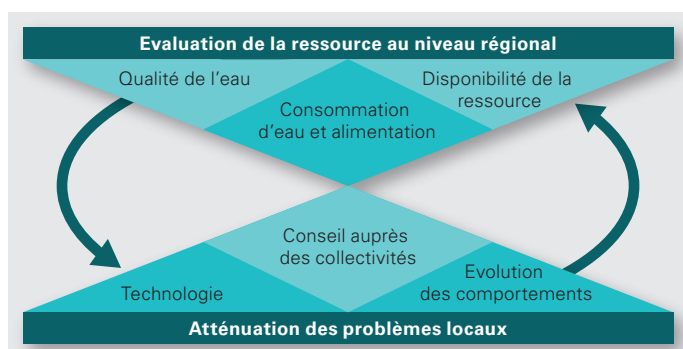 Evaluation de la ressource au niveau régional
Qualité de l'eau
Disponibilité de la
ressource
Consommation
d'eau et alimentation
Conseil auprès
des collectivités
Technologie
Evolution
des comportements
Atténuation des problèmes locaux